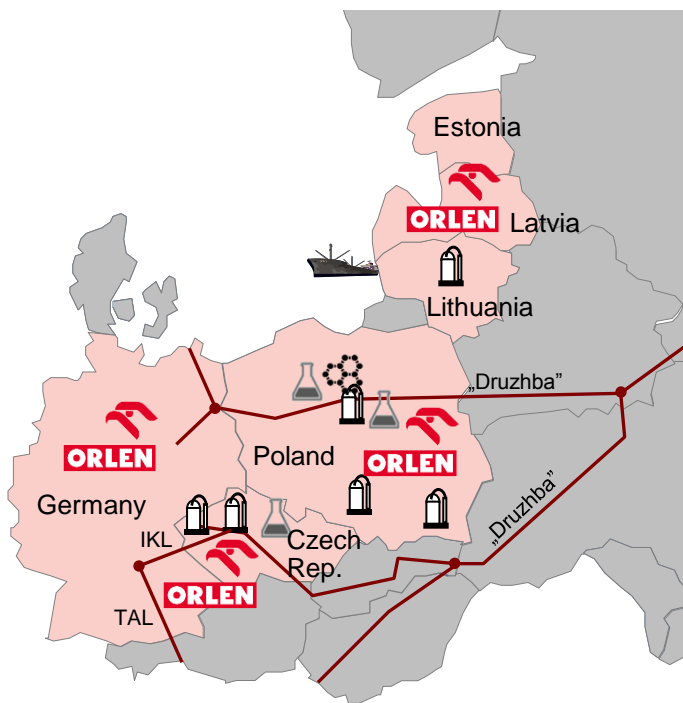 Estonia
ORLEN
Latvia
Lithuania
„Druzhba”
ORLEN
Poland
ORLEN
Germany
„Druzhba”
IKL
Czech
Rep.
ORLEN
TAL